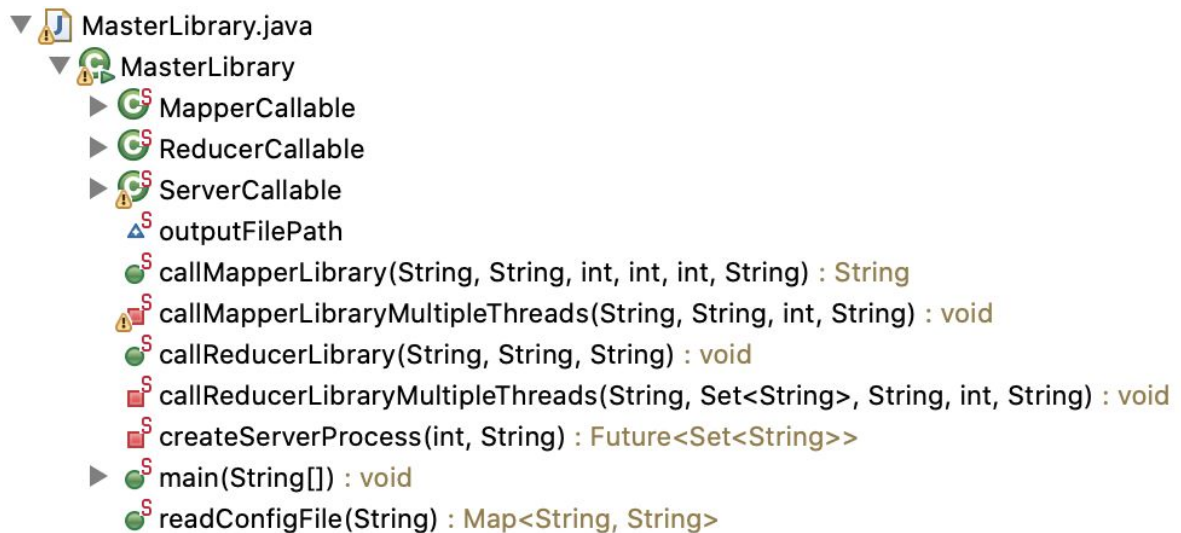 MasterLibrary.java
MasterLibrary
MapperCallable
ReducerCallable
ServerCallable
outputFilePath
callMapperLibrary(String, String, int, int, int, String) : String
callMapperLibraryMultipleThreads(String, String, int, String) : void
callReducerLibrary(String, String, String) : void
callReducerLibraryMultipleThreads(String, Set<String>, String, int, String) : void
createServerProcess(int, String) : Future<Set<String>>
main(String[]) : void
readConfigFile(String) : Map<String, String>